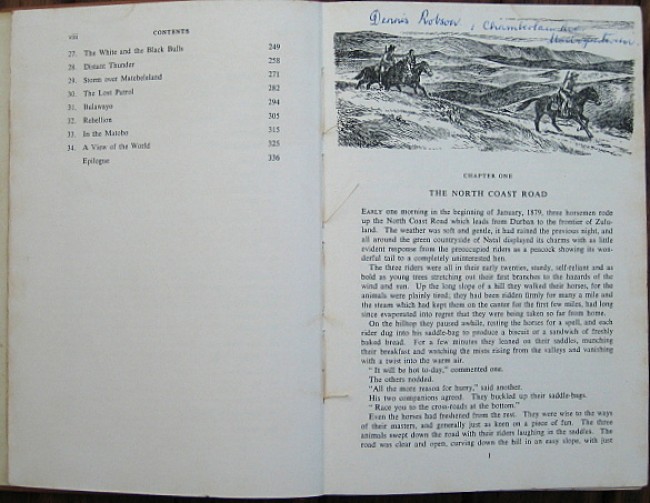 viii CONTENTS
27. The White and the Black Bulls 249
28. Distant Thunder 258
29. Storm over Matabeleland 271
30. The Lost Patrol 282
31. Bulawayo 294
32. Rebellion 305
33. In the Matobo 315
34. A View of the World 325
Epilogue 336
Dennis Robson, Chamberlain
CHAPTER ONE
THE NORTH COAST ROAD
EARLY one morning in the beginning of January, 1879, three horsemen rode
up the North Coast Road which leads from Durban to the frontier of Zulu-
land. The weather was soft and gentle, it had rained the previous night, and
all around the green countryside of Natal displayed its charms with as little
evident response from the preoccupied riders as a peacock showing its won-
derful tail to a completely uninterested hen.
The three riders were all in their early twenties, sturdy, self-reliant and as
bold as young trees stretching out their first branches to the hazards of the
wind and sun. Up the long slope of a hill they walked their horses, for the
animals were plainly tired; they had been ridden firmly for many a mile and
the steam which had kept them on the canter for the first few miles, had long
since evaporated into regret that they were being taken so far from home.
On the hilltop they paused awhile, resting the horses for a spell, and each
rider dug into his saddle-bag to produce a biscuit or a sandwich of freshly
baked bread. For a few minutes they leaned on their saddles, munching
their breakfast and watching the mists rising from the valleys and vanishing
with a twist into the warm air.
" It will be hot to-day," commented one.
The others nodded.
"All the more reason for hurry," said another.
His two companions agreed. They buckled up their saddle-bags.
" Race you to the cross-roads at the bottom."
Even the horses had freshened from the rest. They were wise to the ways
of their masters, and generally just as keen on a piece of fun. The three
animals swept down the road with their riders laughing in the saddles. The
road was clear and open, curving down the hill in an easy slope, with just
1